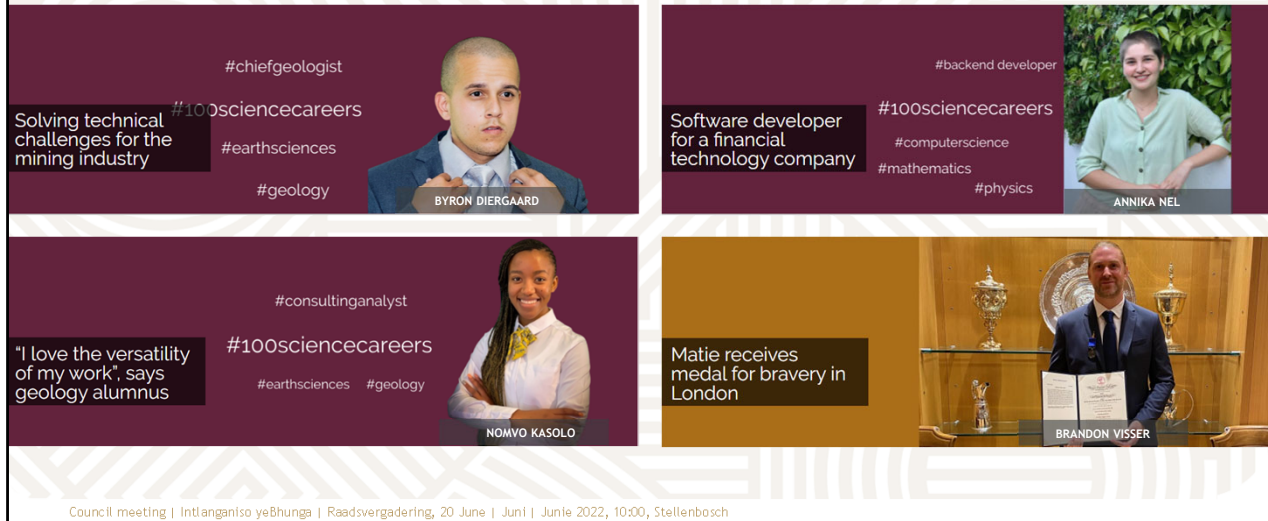 #chiefgeologist
#100sciencecareers
Solving technical
challenges for the
mining industry
#earthsciences
#geology
BYRON DIERGAARD
#backend developer
#100sciencecareers
Software developer
for a financial
technology company
#computerscience
#mathematics
#physics
ANNIKA NEL
#consultinganalyst
#100sciencecareers
“I love the versatility
of my work”, says
geology alumnus
#earthsciences #geology
NOMVO KASOLO
Matie receives
medal for bravery in
London
BRANDON VISSER
Council meeting | Intlanganiso yeBhunga | Raadsvergadering, 20 June | Juni | Junie 2022, 10:00, Stellenbosch